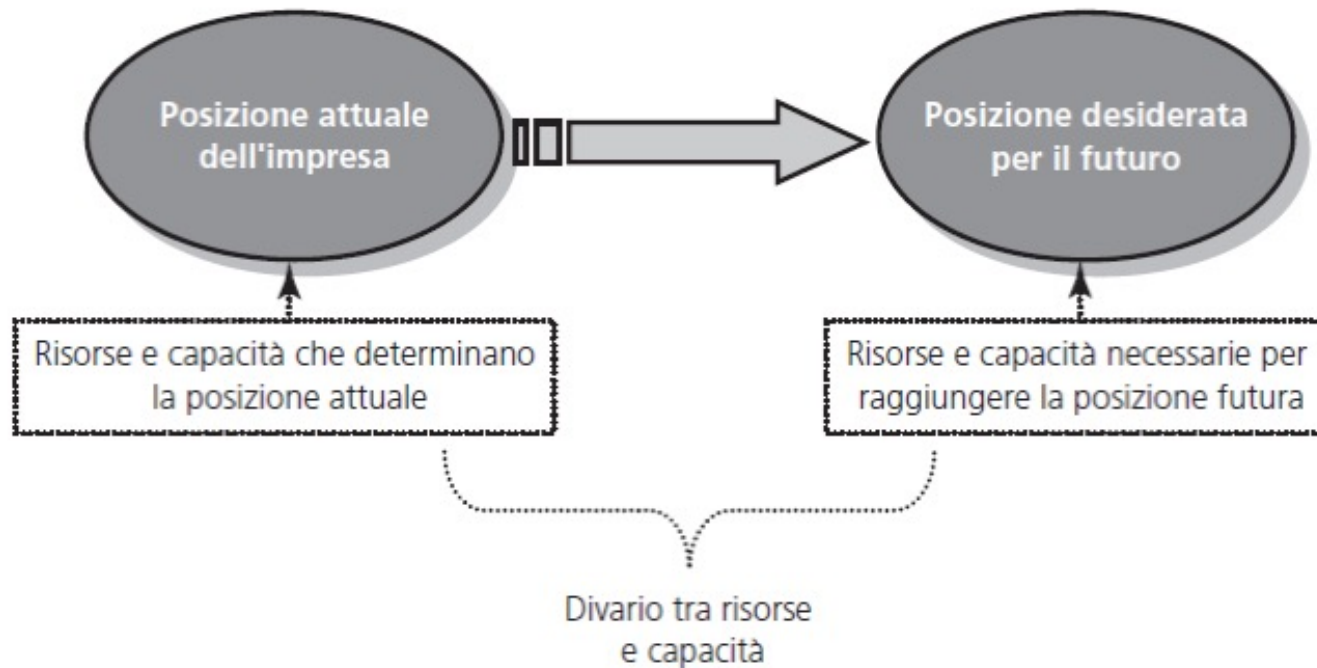 Posizione attuale
dell'impresa
Posizione desiderata
per il futuro
Risorse e capacità che determinano
la posizione attuale
Risorse e capacità necessarie per
raggiungere la posizione futura
Divario tra risorse
e capacità